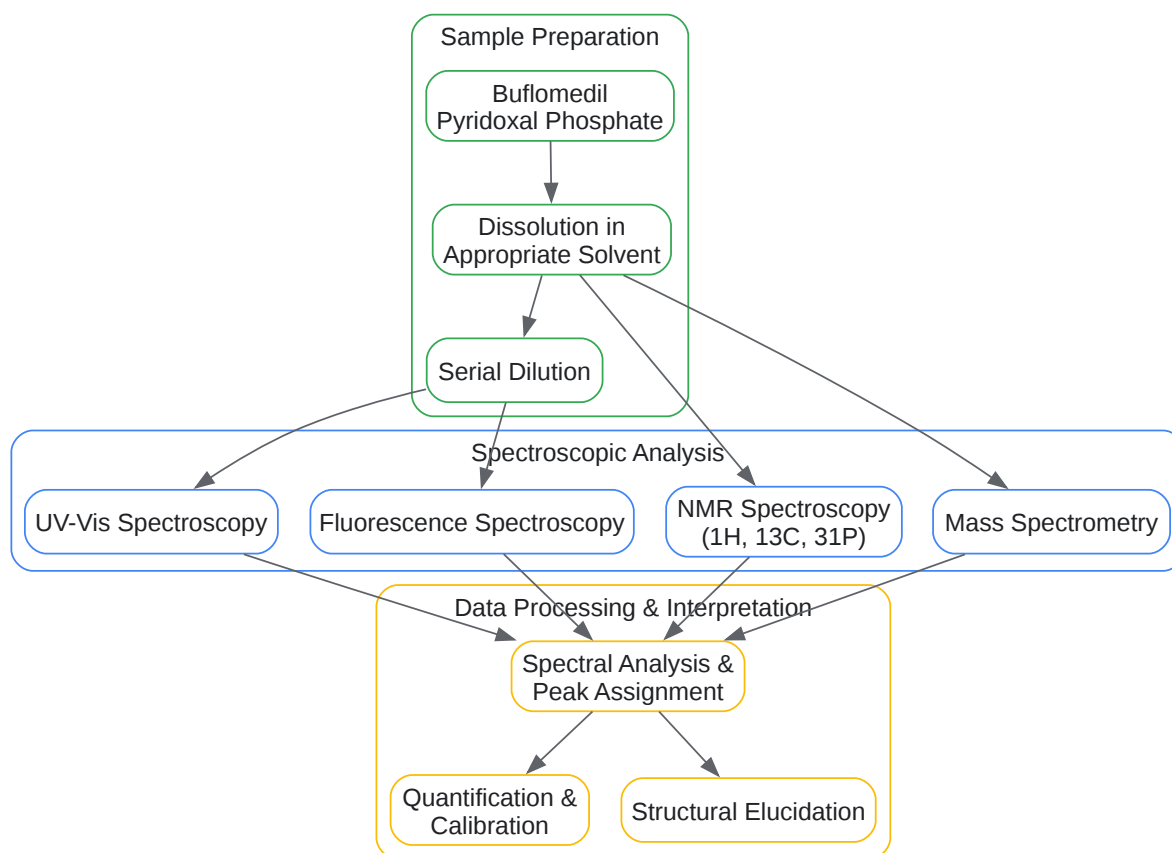 Sample Preparation
Buflomedil
Pyridoxal Phosphate
Dissolution in
Appropriate Solvent
Serial Dilution
Spectroscopic Analysis
UV-Vis Spectroscopy
Fluorescence Spectroscopy
NMR Spectroscopy
(1H, 13C, 31P)
Mass Spectrometry
Data Processing & Interpretation
Spectral Analysis &
Peak Assignment
Quantification &
Calibration
Structural Elucidation